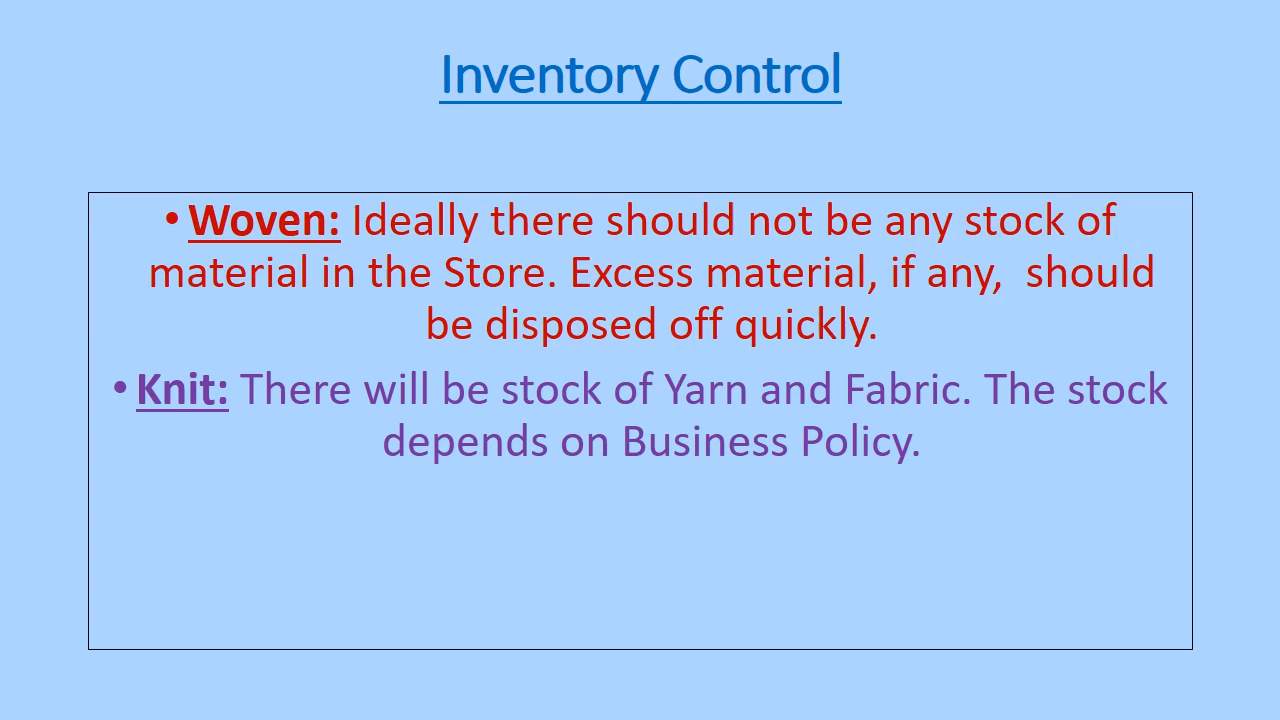 Inventory Control
• Woven: Ideally there should not be any stock of
material in the Store. Excess material, if any,  should
be disposed off quickly.
• Knit: There will be stock of Yarn and Fabric. The stock
depends on Business Policy.